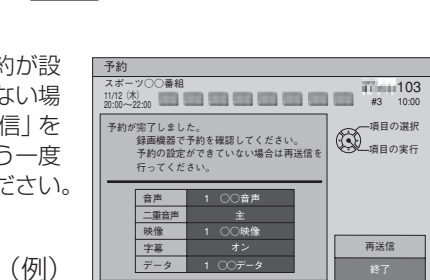 約が設
ない場
信」を
う一度
ださい。
（例）
予約
スポーツ○○番組
11/12（木）
20:00～22:00
103
#3 10:00
予約が完了しました。
録画機器で予約を確認してください。
予約の設定ができていない場合は再送信を
行ってください。
音声 1 ○○音声
二重音声 主
映像 1 ○○映像
字幕 オン
データ 1 ○○データ
項目の選択
項目の実行
再送信
終了